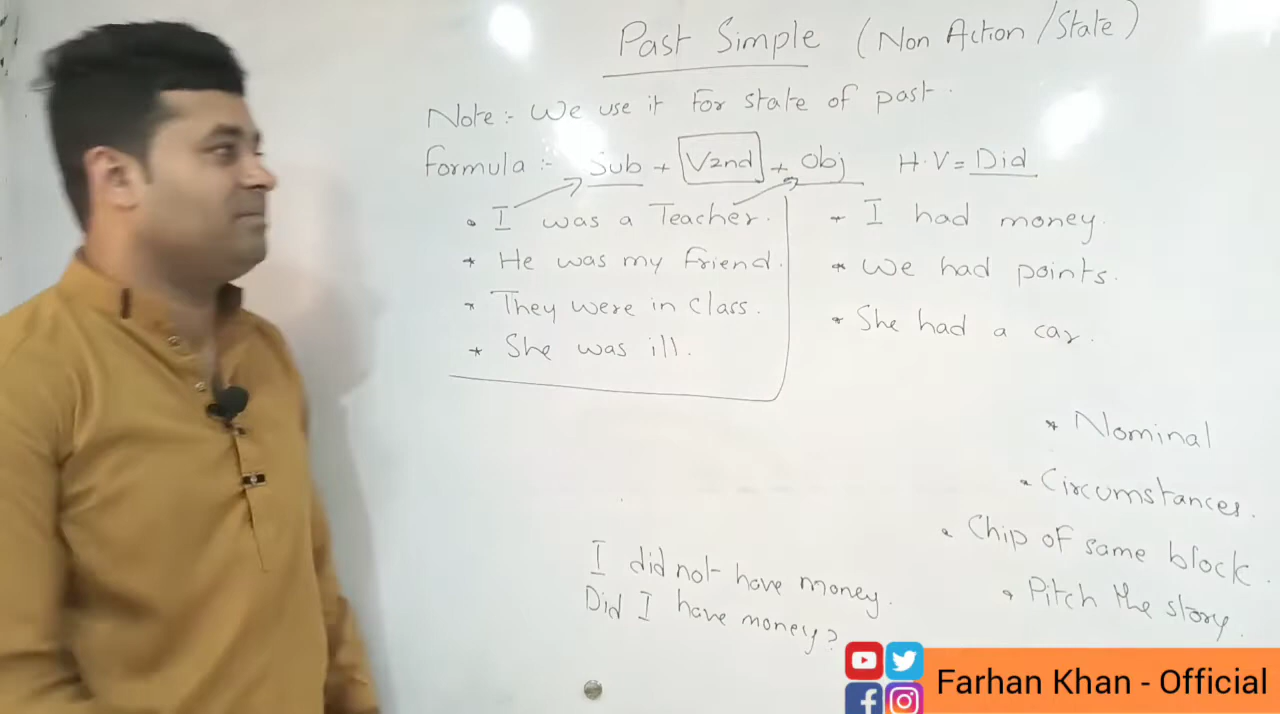 Past Simple (Non Action/State)
Note:- We use it for state of past.
Formula:- Sub + V2nd + Obj H.V = Did
• I was a Teacher.
* He was my friend.
* They were in class.
* She was ill.
* I had money.
* We had points.
* She had a car.
* Nominal
• Circumstances.
• Chip of same block.
• Pitch the story.
I did not have money.
Did I have money?
Farhan Khan - Official